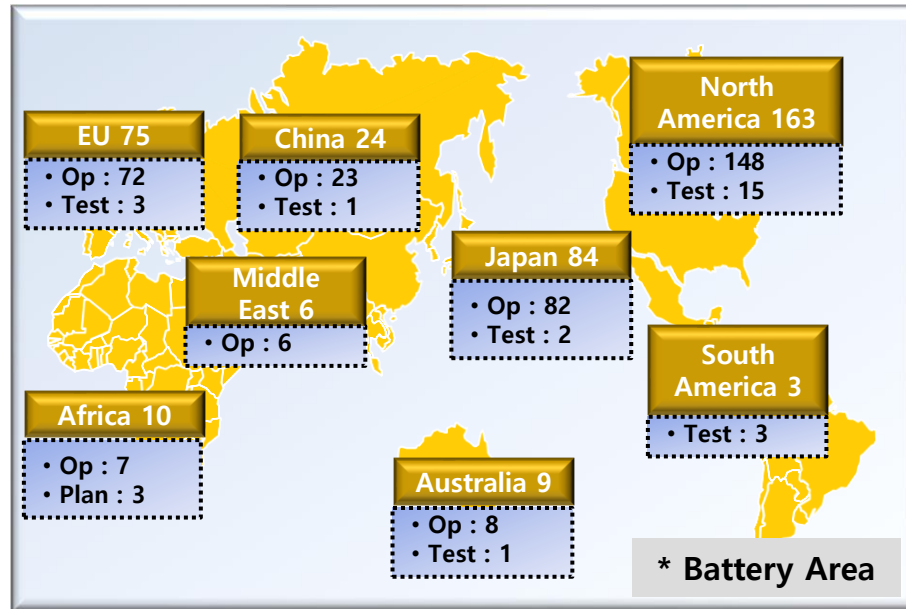 EU 75
• Op : 72
• Test : 3
China 24
• Op : 23
• Test : 1
North
America 163
• Op : 148
• Test : 15
Middle
East 6
• Op : 6
Japan 84
• Op : 82
• Test : 2
South
America 3
• Test : 3
Africa 10
• Op : 7
• Plan : 3
Australia 9
• Op : 8
• Test : 1
* Battery Area